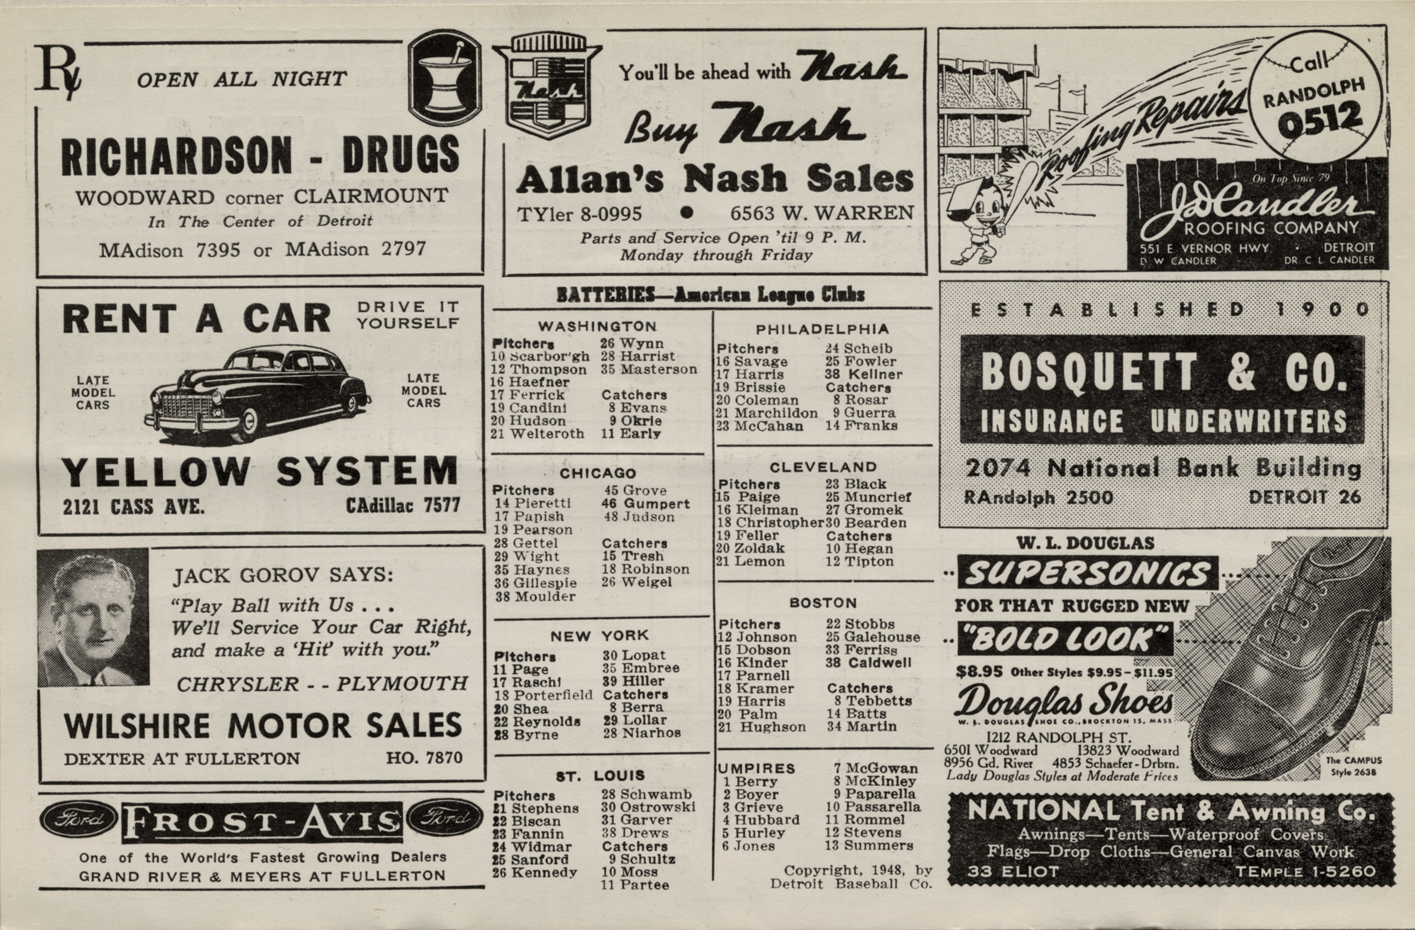 Rx
OPEN ALL NIGHT
RICHARDSON - DRUGS
WOODWARD corner CLAIRMOUNT
In The Center of Detroit
MAdison 7395 or MAdison 2797
RENT A CAR
DRIVE IT
YOURSELF
LATE
MODEL
CARS
LATE
MODEL
CARS
YELLOW SYSTEM
2121 CASS AVE. CAdillac 7577
JACK GOROV SAYS:
"Play Ball with Us . . .
We'll Service Your Car Right,
and make a 'Hit' with you."
CHRYSLER - - PLYMOUTH
WILSHIRE MOTOR SALES
DEXTER AT FULLERTON HO. 7870
Ford FROST-AVIS Ford
One of the World's Fastest Growing Dealers
GRAND RIVER & MEYERS AT FULLERTON
Nash
You'll be ahead with Nash
Buy Nash
Allan's Nash Sales
TYler 8-0995 ● 6563 W. WARREN
Parts and Service Open 'til 9 P. M.
Monday through Friday
BATTERIES—American League Clubs
WASHINGTON
Pitchers
10 Scarbor'gh
12 Thompson
16 Haefner
17 Ferrick
19 Candini
20 Hudson
21 Welteroth
26 Wynn
28 Harrist
35 Masterson
Catchers
8 Evans
9 Okrie
11 Early
CHICAGO
Pitchers
14 Pieretti
17 Papish
19 Pearson
28 Gettel
29 Wight
35 Haynes
36 Gillespie
38 Moulder
45 Grove
46 Gumpert
48 Judson
Catchers
15 Tresh
18 Robinson
26 Weigel
NEW YORK
Pitchers
11 Page
17 Raschi
18 Porterfield
20 Shea
22 Reynolds
28 Byrne
30 Lopat
35 Embree
39 Hiller
Catchers
8 Berra
29 Lollar
28 Niarhos
ST. LOUIS
Pitchers
21 Stephens
22 Biscan
23 Fannin
24 Widmar
25 Sanford
26 Kennedy
28 Schwamb
30 Ostrowski
31 Garver
38 Drews
Catchers
9 Schultz
10 Moss
11 Partee
PHILADELPHIA
Pitchers
16 Savage
17 Harris
19 Brissie
20 Coleman
21 Marchildon
23 McCahan
24 Scheib
25 Fowler
38 Kellner
Catchers
8 Rosar
9 Guerra
14 Franks
CLEVELAND
Pitchers
15 Paige
16 Kleiman
18 Christopher
19 Feller
20 Zoldak
21 Lemon
23 Black
25 Muncrief
27 Gromek
30 Bearden
Catchers
10 Hegan
12 Tipton
BOSTON
Pitchers
12 Johnson
15 Dobson
16 Kinder
17 Parnell
18 Kramer
19 Harris
20 Palm
21 Hughson
22 Stobbs
25 Galehouse
33 Ferriss
38 Caldwell
Catchers
8 Tebbetts
14 Batts
34 Martin
UMPIRES
1 Berry
2 Boyer
3 Grieve
4 Hubbard
5 Hurley
6 Jones
7 McGowan
8 McKinley
9 Paparella
10 Passarella
11 Rommel
12 Stevens
13 Summers
Copyright, 1948, by
Detroit Baseball Co.
Roofing Repairs
Call
RANDOLPH
0512
On Top Since 79
J D Candler
ROOFING COMPANY
551 E VERNOR HWY · DETROIT
D W CANDLER DR C L CANDLER
ESTABLISHED 1900
BOSQUETT & CO.
INSURANCE UNDERWRITERS
2074 National Bank Building
RAndolph 2500 DETROIT 26
W. L. DOUGLAS
SUPERSONICS
FOR THAT RUGGED NEW
"BOLD LOOK"
$8.95 Other Styles $9.95-$11.95
Douglas Shoes
W. L. DOUGLAS SHOE CO., BROCKTON 15, MASS
1212 RANDOLPH ST.
6501 Woodward 13823 Woodward
8956 Gd. River 4853 Schaefer-Drbrn.
Lady Douglas Styles at Moderate Prices
The CAMPUS
Style 2638
NATIONAL Tent & Awning Co.
Awnings—Tents—Waterproof Covers
Flags—Drop Cloths—General Canvas Work
33 ELIOT TEMPLE 1-5260